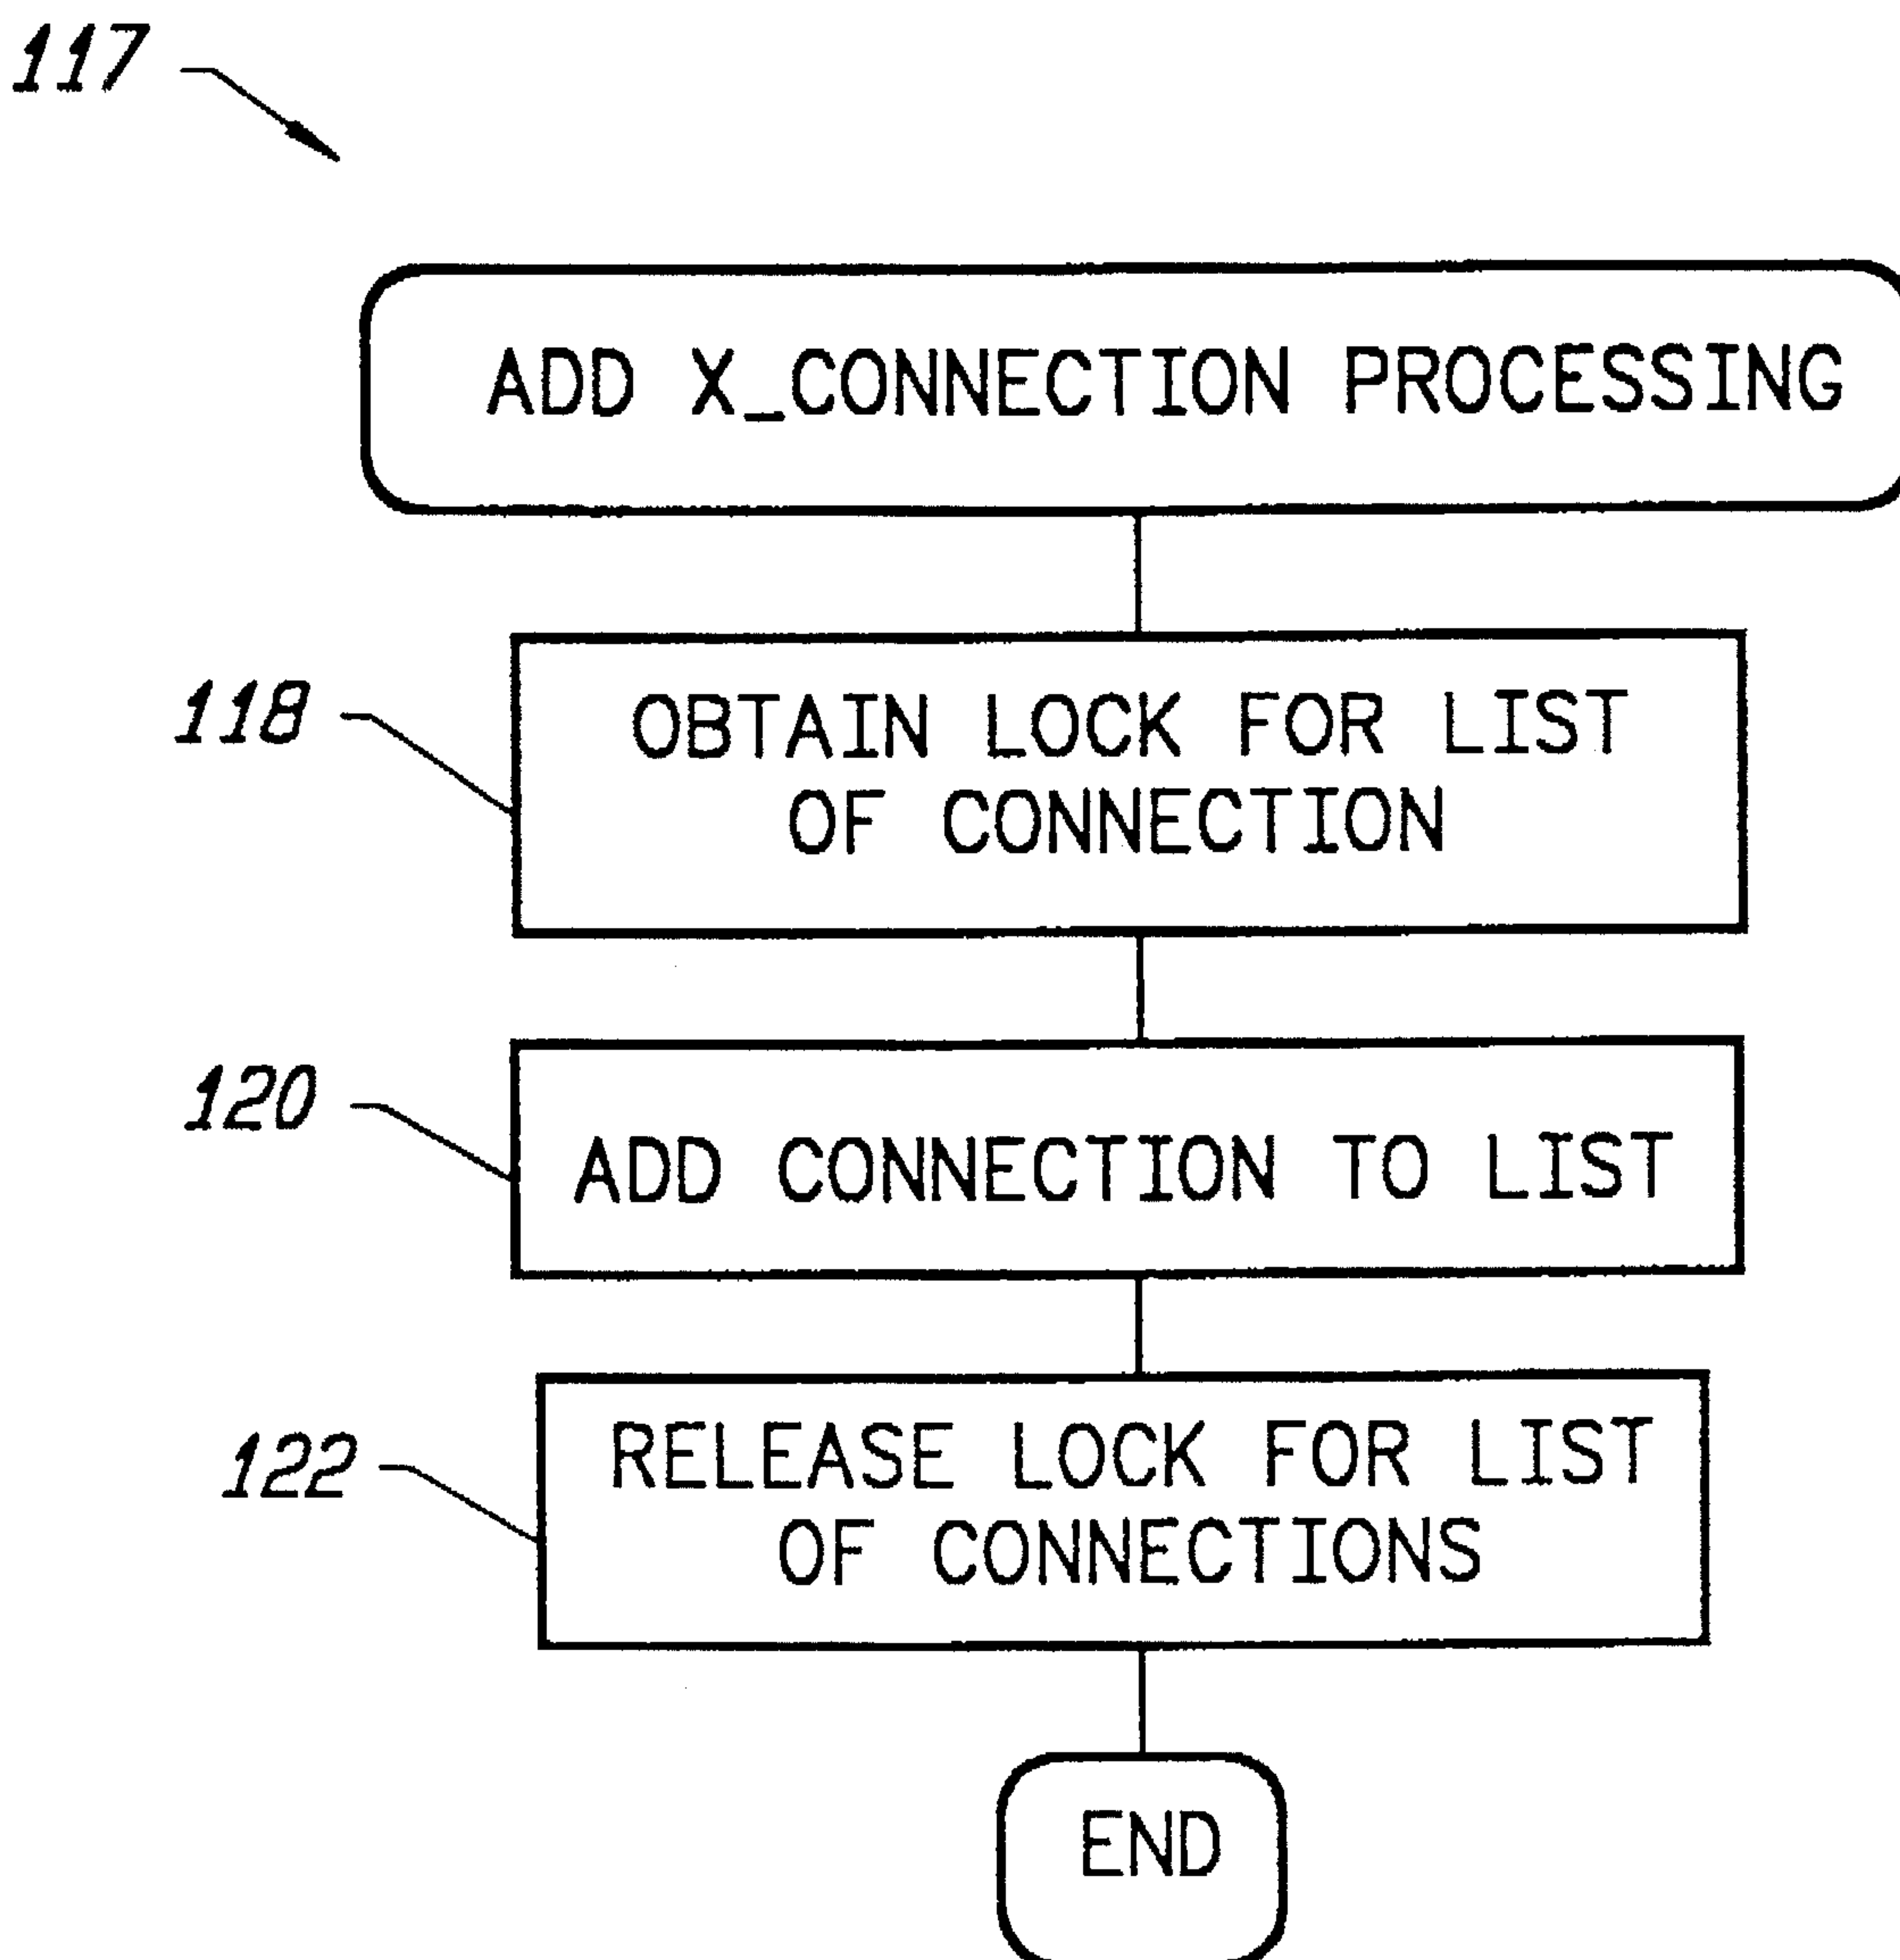 117
ADD X_CONNECTION PROCESSING
118
OBTAIN LOCK FOR LIST
OF CONNECTION
120
ADD CONNECTION TO LIST
122
RELEASE LOCK FOR LIST
OF CONNECTIONS
END